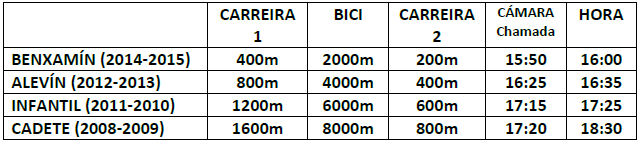 CARREIRA 1 BICI CARREIRA 2 CÁMARA Chamada HORA
BENXAMÍN (2014-2015) 400m 2000m 200m 15:50 16:00
ALEVÍN (2012-2013) 800m 4000m 400m 16:25 16:35
INFANTIL (2011-2010) 1200m 6000m 600m 17:15 17:25
CADETE (2008-2009) 1600m 8000m 800m 17:20 18:30